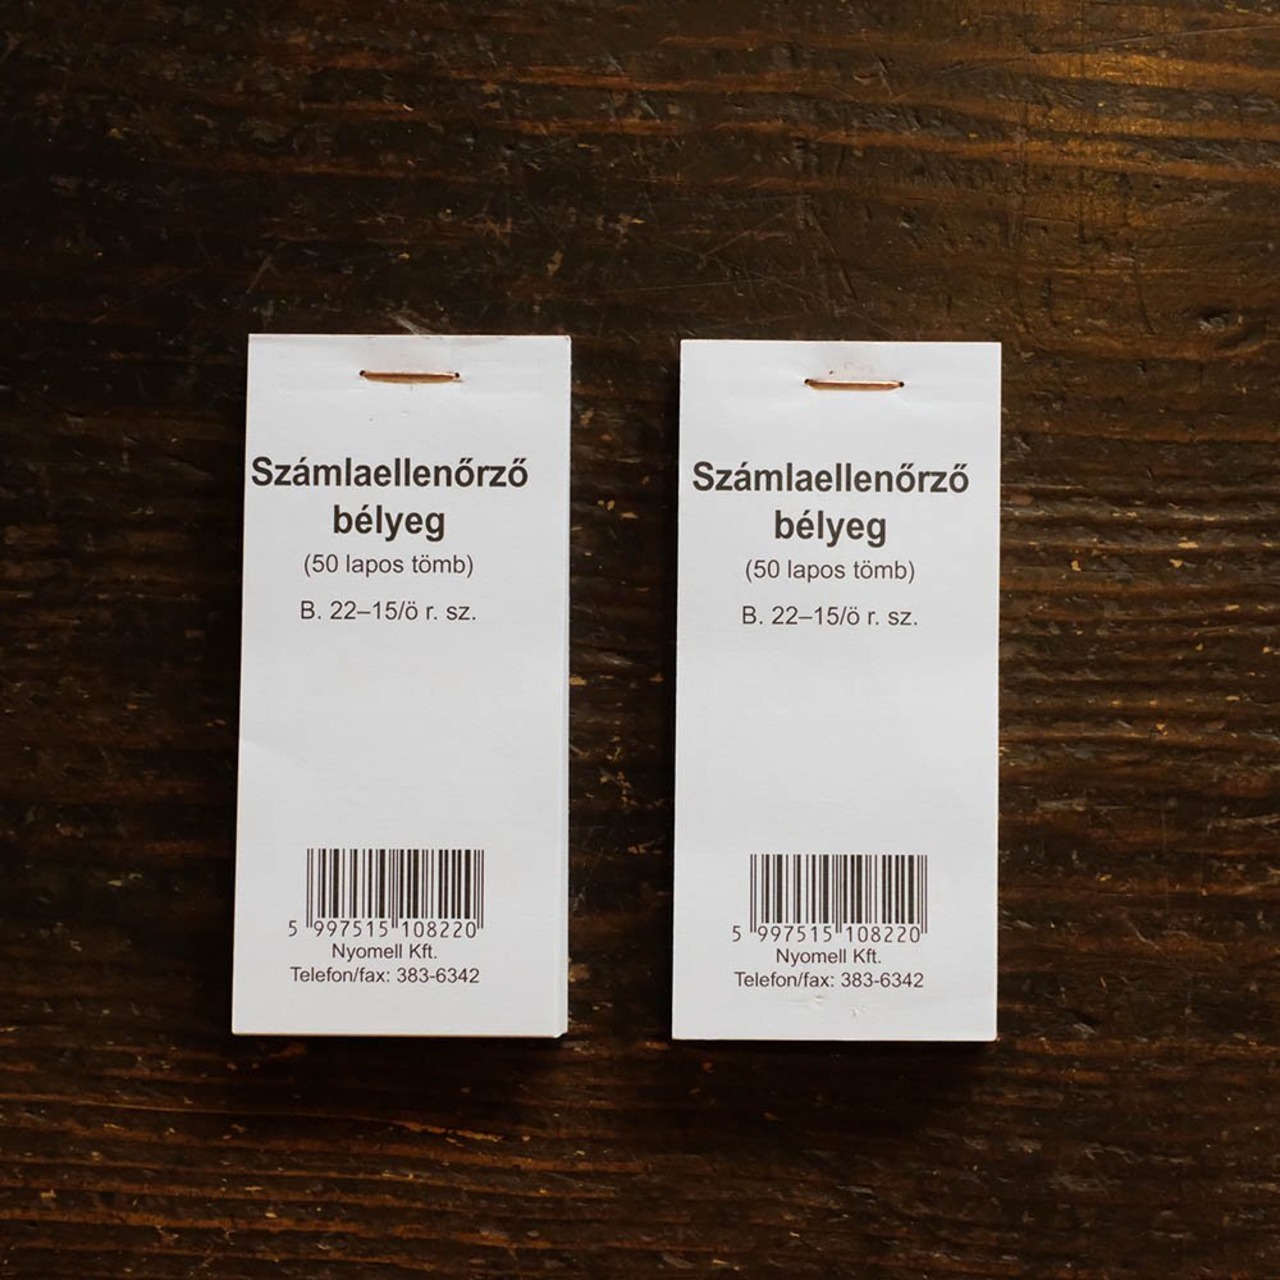 Számlaellenőrző
bélyeg
(50 lapos tömb)
B. 22–15/ö r. sz.
5 997515 108220
Nyomell Kft.
Telefon/fax: 383-6342
Számlaellenőrző
bélyeg
(50 lapos tömb)
B. 22–15/ö r. sz.
5 997515 108220
Nyomell Kft.
Telefon/fax: 383-6342